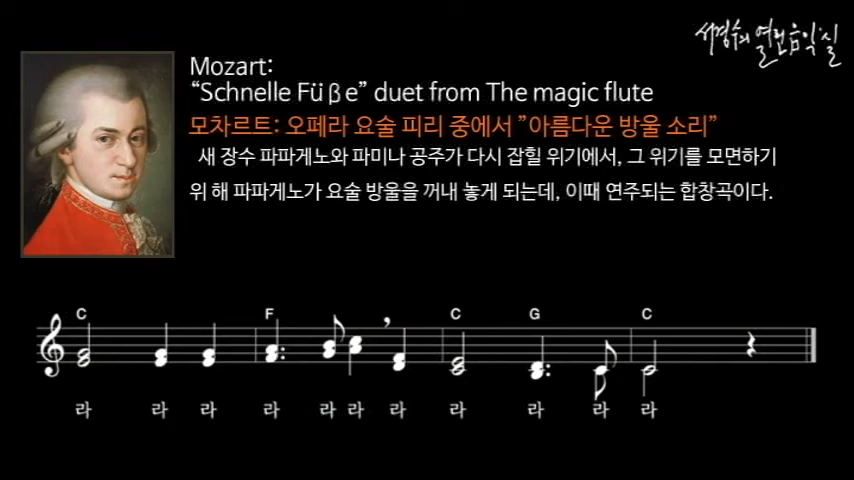 서경수의 열린음악실
Mozart:
“Schnelle Füβe” duet from The magic flute
모차르트: 오페라 요술 피리 중에서 ”아름다운 방울 소리”
새 장수 파파게노와 파미나 공주가 다시 잡힐 위기에서, 그 위기를 모면하기
위 해 파파게노가 요술 방울을 꺼내 놓게 되는데, 이때 연주되는 합창곡이다.
C F C G C
라 라 라 라 라 라 라 라 라 라 라